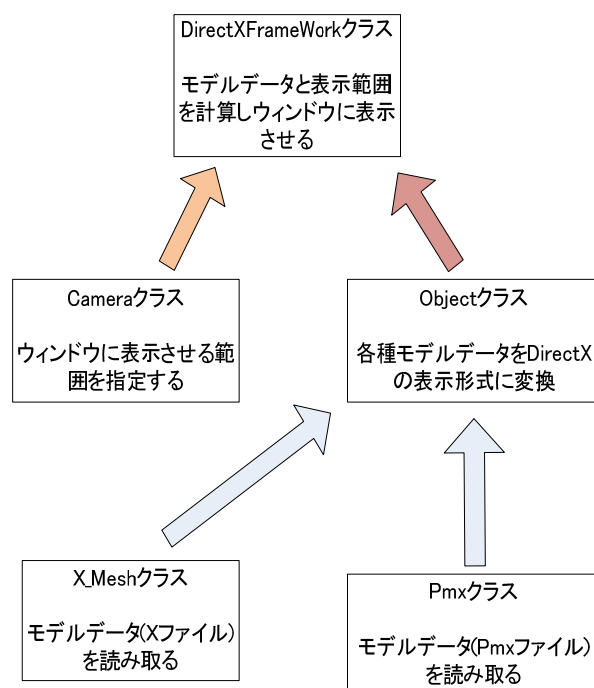 DirectXFrameWorkクラス
モデルデータと表示範囲
を計算しウィンドウに表示
させる
Cameraクラス
ウィンドウに表示させる範
囲を指定する
Objectクラス
各種モデルデータをDirectX
の表示形式に変換
X_Meshクラス
モデルデータ(Xファイル)
を読み取る
Pmxクラス
モデルデータ(Pmxファイル)
を読み取る